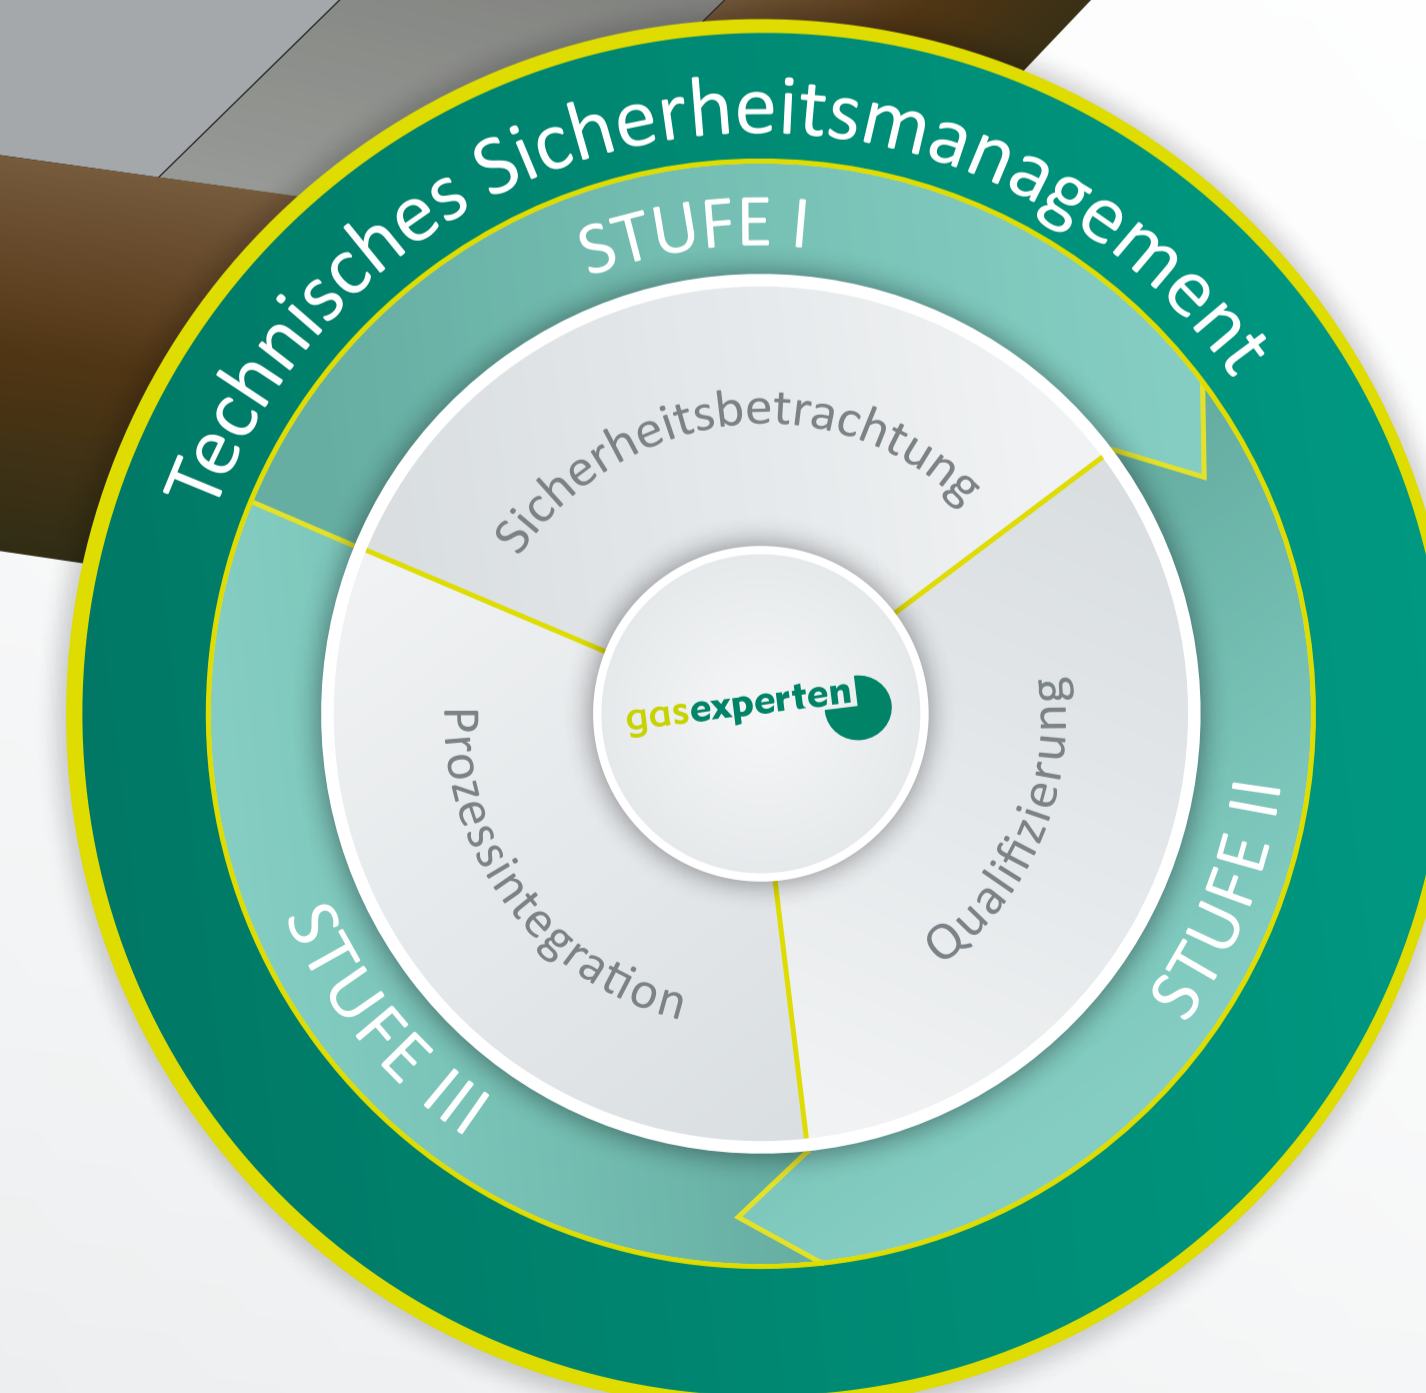 Technisches Sicherheitsmanagement
STUFE I
Sicherheitsbetrachtung
STUFE II
Qualifizierung
STUFE III
Prozessintegration
gasexperten